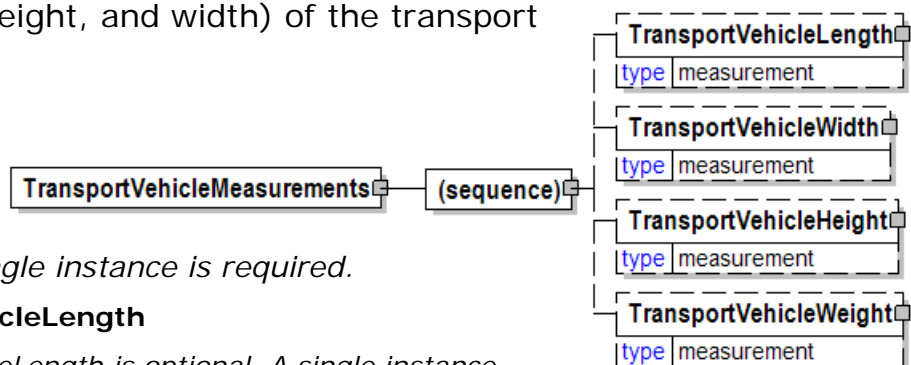 eight, and width) of the transport
TransportVehicleLength
type measurement
TransportVehicleWidth
type measurement
TransportVehicleMeasurements
(sequence)
TransportVehicleHeight
type measurement
TransportVehicleWeight
type measurement
ngle instance is required.
cleLength
eLength is optional. A single instance